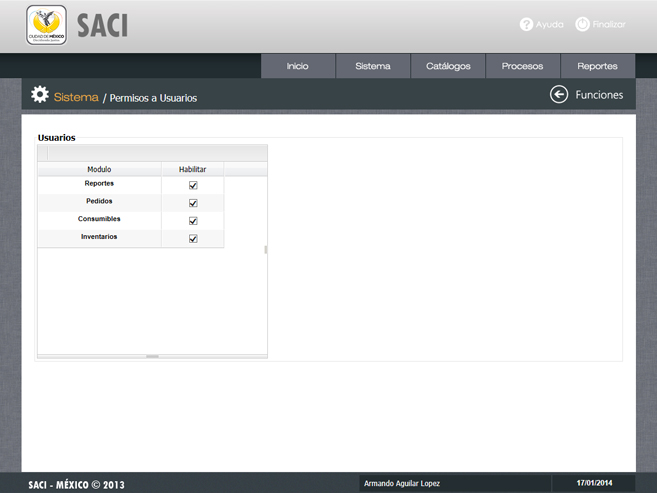 CIUDAD DE MÉXICO
SACI
Ayuda
Finalizar
Inicio
Sistema
Catálogos
Procesos
Reportes
Sistema / Permisos a Usuarios
Funciones
Usuarios
Modulo Habilitar
Reportes
Pedidos
Consumibles
Inventarios
SACI - MÉXICO © 2013
Armando Aguilar Lopez
17/01/2014